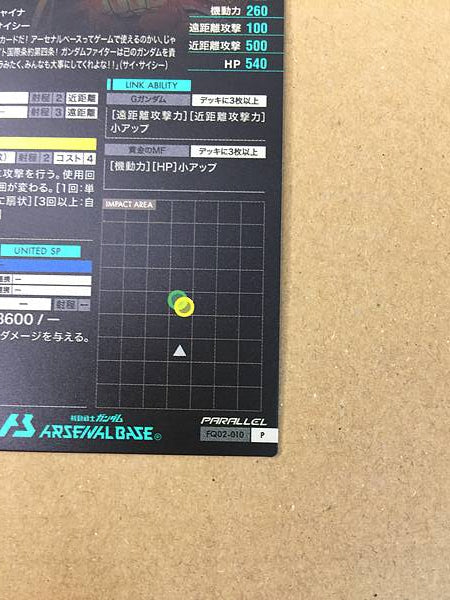 ャイナ
サイシー
機動力 260
遠距離攻撃 100
近距離攻撃 500
HP 540
カードだ! アーセナルベースってゲームで使えるのかい、じゃ
ト国際条約第四条! ガンダムファイターは己のガンダムを責
ラみたく、みんなも大事にしてくれよな!!」(サイ・サイシー)
LINK ABILITY
Gガンダム デッキに3枚以上
[遠距離攻撃力][近距離攻撃力]
小アップ
黄金のMF デッキに3枚以上
[機動力][HP]小アップ
射程 2 近距離
射程 3 遠距離
射程 2 コスト 4
攻撃を行う。使用回
囲が変わる。[1回:単
に扇状][3回以上:自
IMPACT AREA
UNITED SP
射程 ー
3600 / ー
ダメージを与える。
機動戦士ガンダム
ARSENAL BASE®
PARALLEL
FQ02-010 P